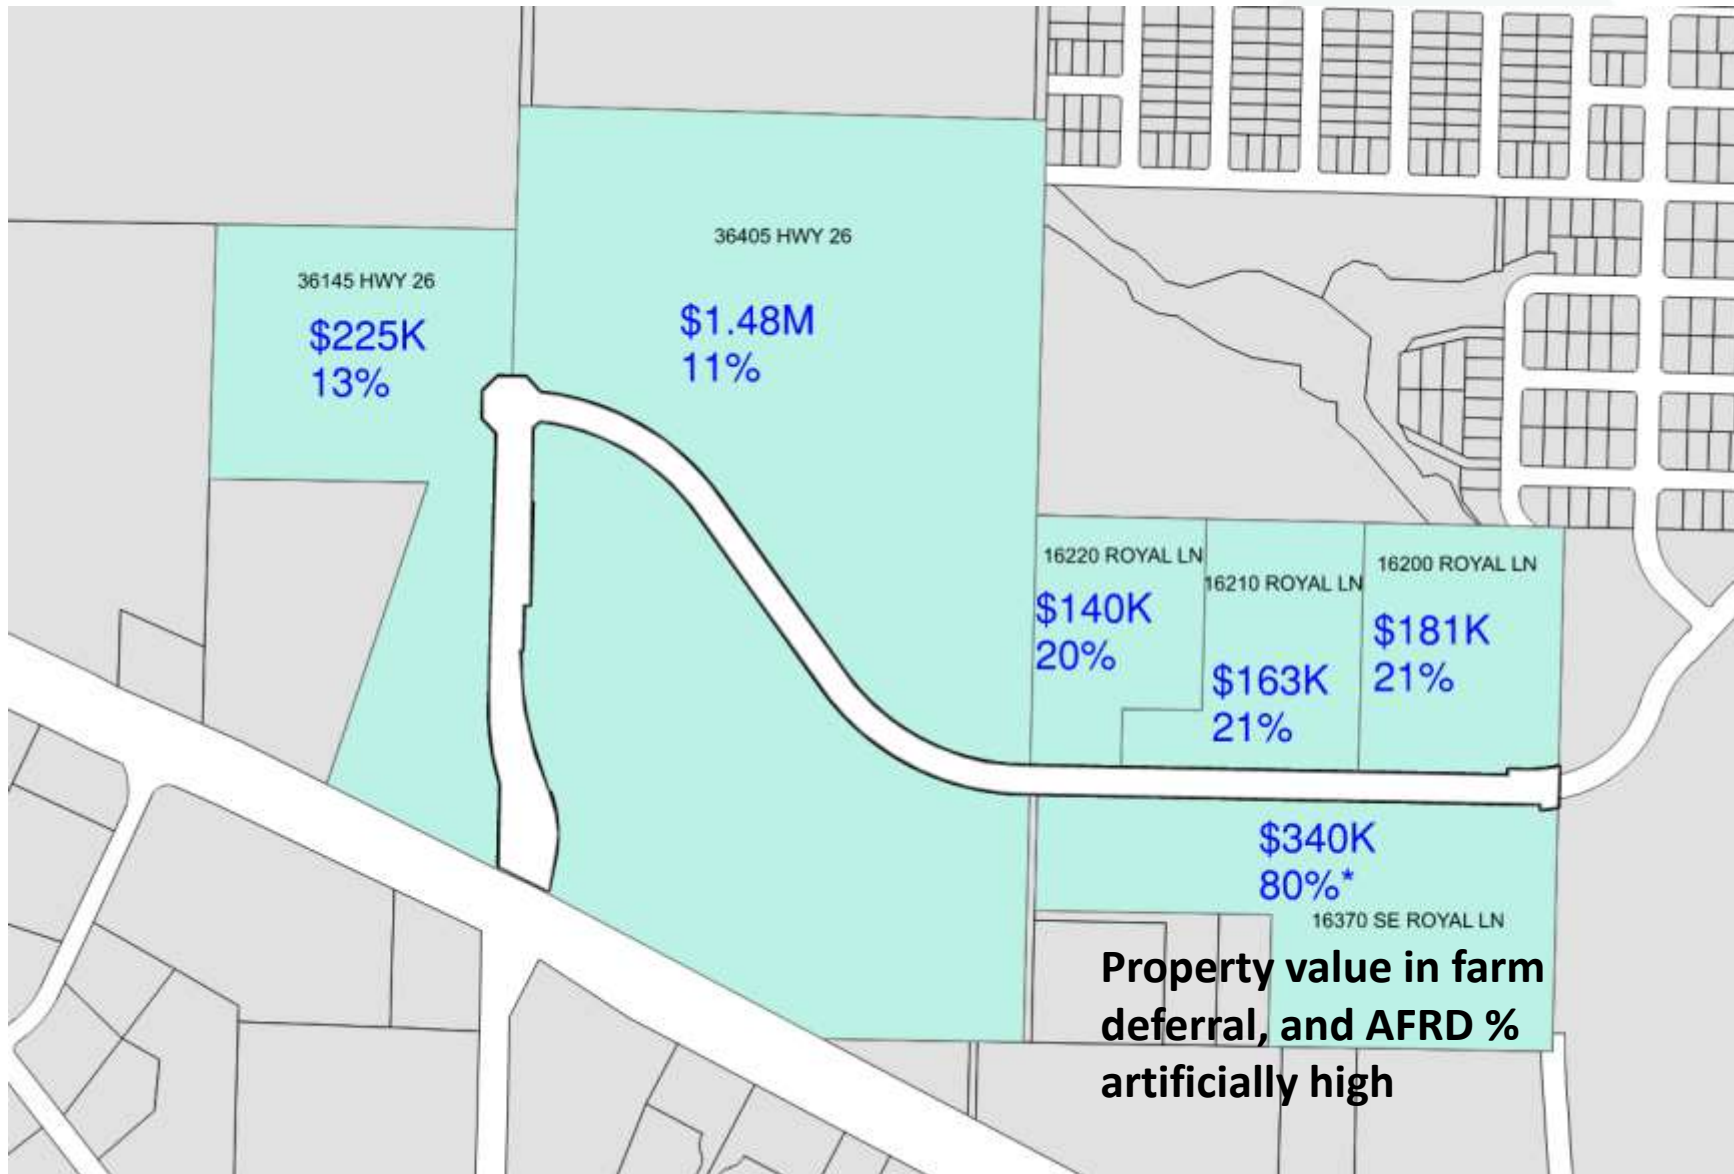 36405 HWY 26
$1.48M
11%
36145 HWY 26
$225K
13%
16220 ROYAL LN
$140K
20%
16210 ROYAL LN
$163K
21%
16200 ROYAL LN
$181K
21%
$340K
80%*
16370 SE ROYAL LN
Property value in farm
deferral, and AFRD %
artificially high